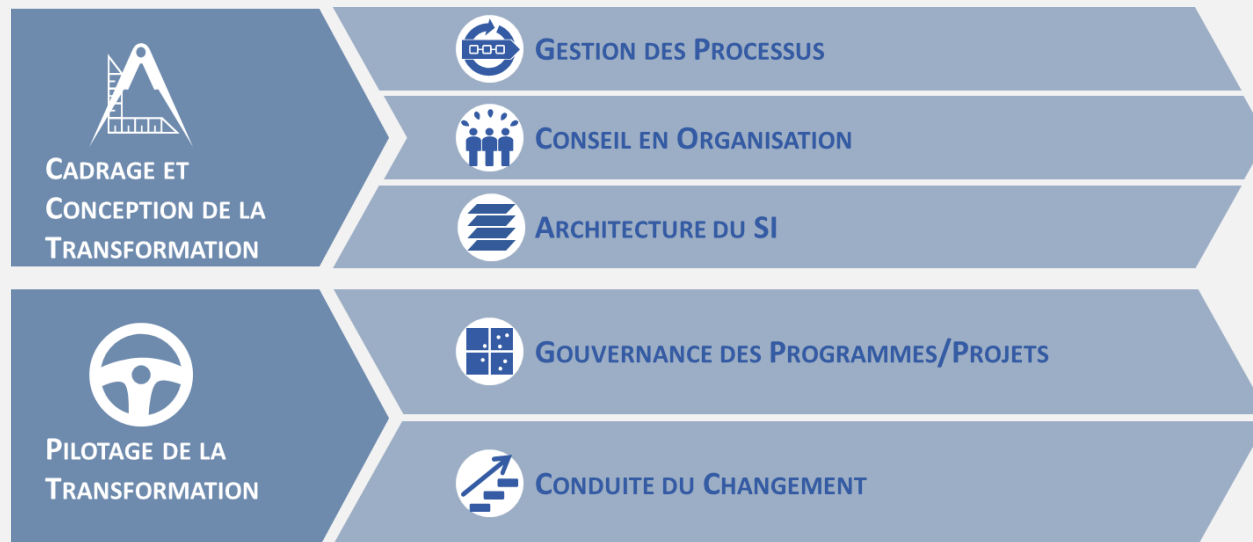 Cadrage et
Conception de la
Transformation
Gestion des Processus
Conseil en Organisation
Architecture du SI
Pilotage de la
Transformation
Gouvernance des Programmes/Projets
Conduite du Changement